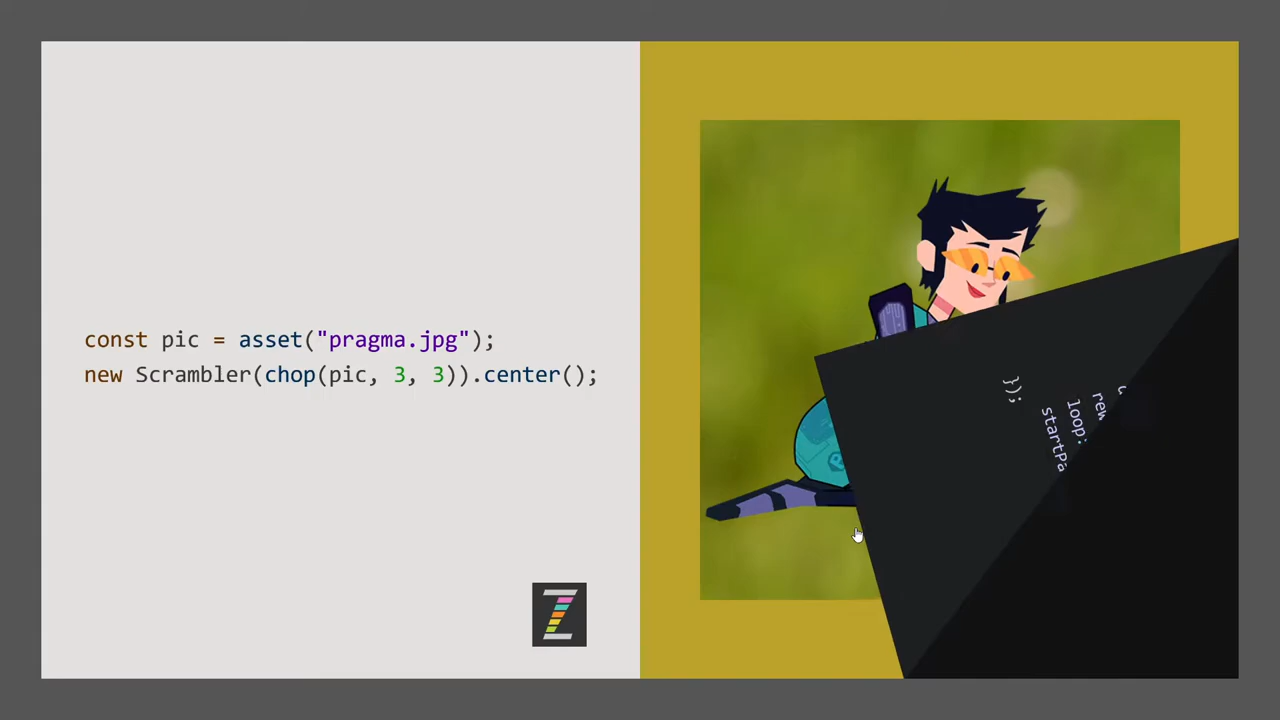 const pic = asset("pragma.jpg");
new Scrambler(chop(pic, 3, 3)).center();
});
loop:
startPa